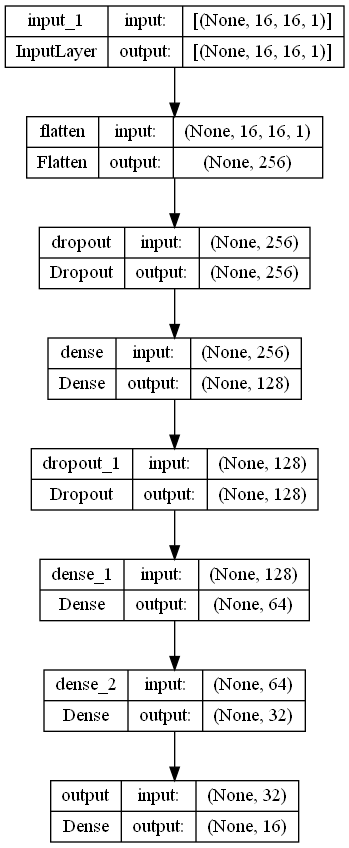 input_1 input: [(None, 16, 16, 1)]
InputLayer output: [(None, 16, 16, 1)]
flatten input: (None, 16, 16, 1)
Flatten output: (None, 256)
dropout input: (None, 256)
Dropout output: (None, 256)
dense input: (None, 256)
Dense output: (None, 128)
dropout_1 input: (None, 128)
Dropout output: (None, 128)
dense_1 input: (None, 128)
Dense output: (None, 64)
dense_2 input: (None, 64)
Dense output: (None, 32)
output input: (None, 32)
Dense output: (None, 16)